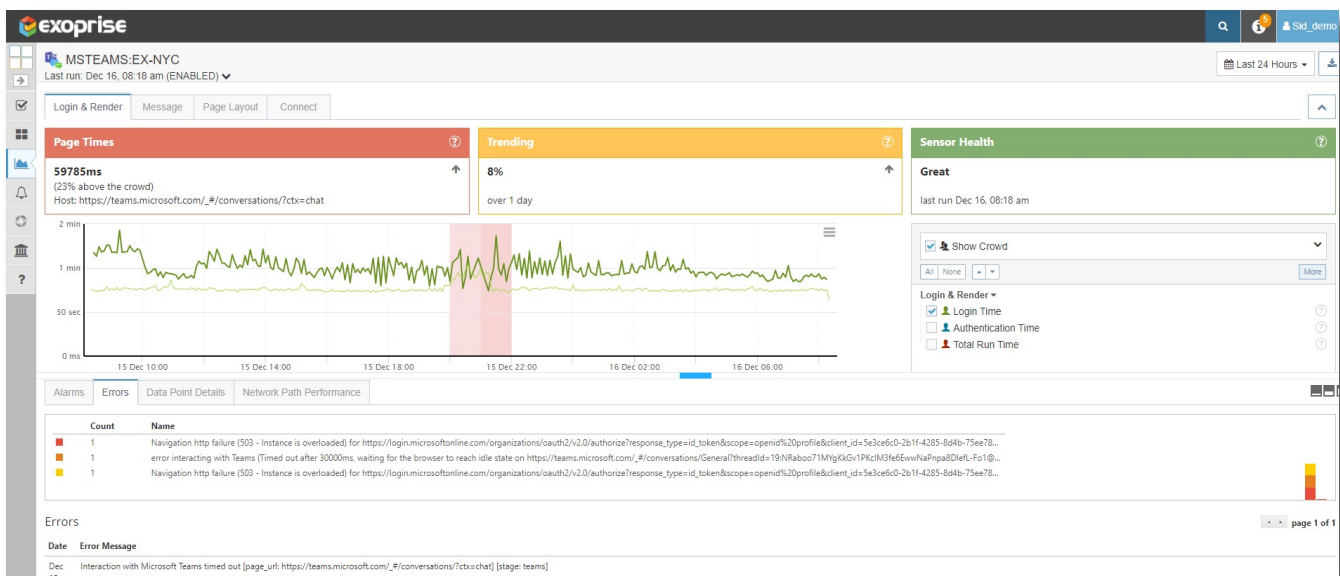 exoprise
5
Sid_demo
MSTEAMS:EX-NYC
Last run: Dec 16, 08:18 am (ENABLED)
Last 24 Hours
Login & Render Message Page Layout Connect
Page Times
59785ms
(23% above the crowd)
Host: https://teams.microsoft.com/_#/conversations/?ctx=chat
Trending
8%
over 1 day
Sensor Health
Great
last run Dec 16, 08:18 am
2 min
1 min
30 sec
0 ms
15 Dec 10:00 15 Dec 14:00 15 Dec 18:00 15 Dec 22:00 16 Dec 02:00 16 Dec 06:00
Show Crowd
All None More
Login & Render
Login Time
Authentication Time
Total Run Time
Alarms Errors Data Point Details Network Path Performance
Count Name
1 Navigation http failure (503 - Instance is overloaded) for https://login.microsoftonline.com/organizations/oauth2/v2.0/authorize?response_type=id_token&scope=openid%20profile&client_id=5e3ce6c0-2b1f-4285-8d4b-75ee78...
1 error interacting with Teams (Timed out after 30000ms, waiting for the browser to reach idle state on
1 Navigation http failure (503 - Instance is overloaded) for https://login.microsoftonline.com/organizations/oauth2/v2.0/authorize?response_type=id_token&scope=openid%20profile&client_id=5e3ce6c0-2b1f-4285-8d4b-75ee78...
Errors
page 1 of 1
Date Error Message
Dec Interaction with Microsoft Teams timed out [page_url: https://teams.microsoft.com/_#/conversations/?ctx=chat] [stage: teams]